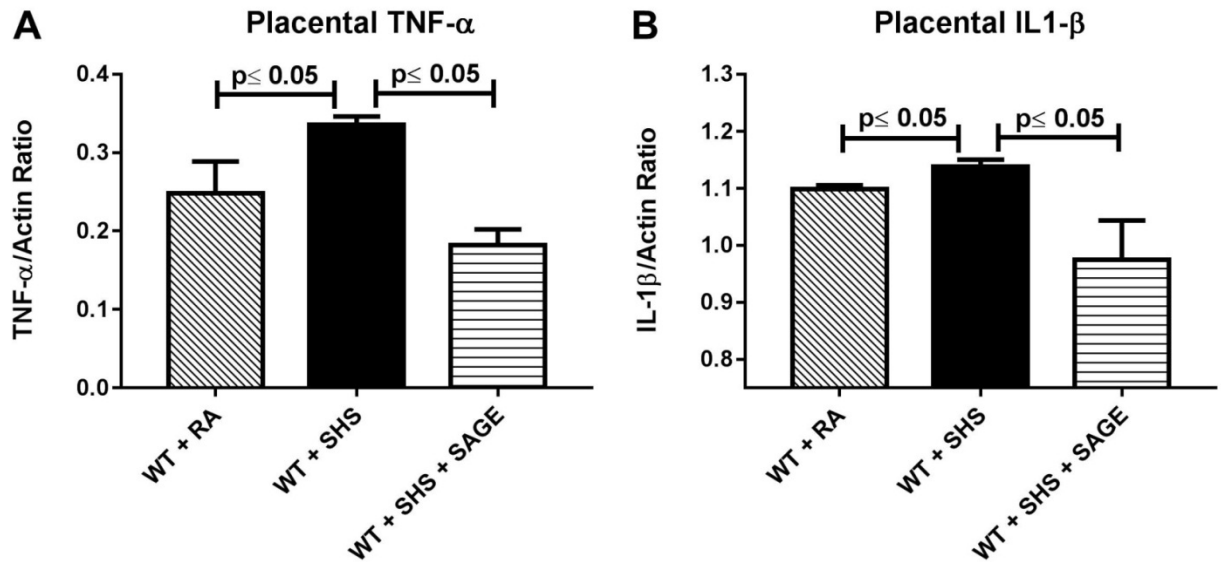 A
Placental TNF-α
TNF-α/Actin Ratio
0.4
0.3
0.2
0.1
0.0
p≤ 0.05
p≤ 0.05
WT + RA
WT + SHS
WT + SHS + SAGE
B
Placental IL1-β
IL-1β/Actin Ratio
1.3
1.2
1.1
1.0
0.9
0.8
p≤ 0.05
p≤ 0.05
WT + RA
WT + SHS
WT + SHS + SAGE